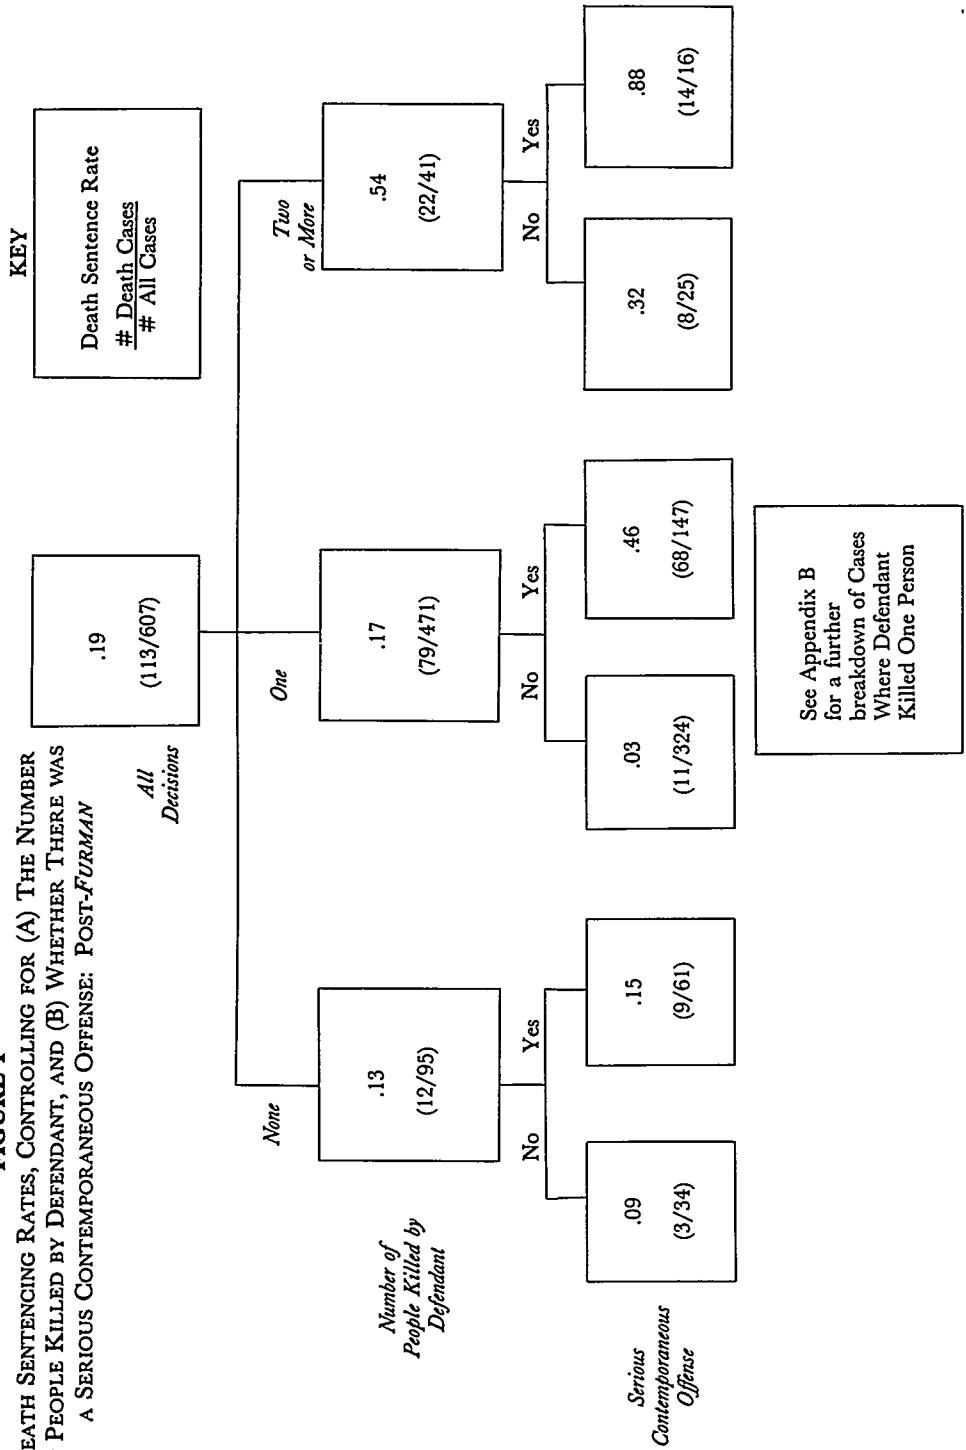 FIGURE 1
EATH SENTENCING RATES, CONTROLLING FOR (A) THE NUMBER
PEOPLE KILLED BY DEFENDANT, AND (B) WHETHER THERE WAS
A SERIOUS CONTEMPORANEOUS OFFENSE: POST-FURMAN
KEY
Death Sentence Rate
# Death Cases
# All Cases
All
Decisions
.19
(113/607)
None
One
Two
or More
Number of
People Killed by
Defendant
.13
(12/95)
.17
(79/471)
.54
(22/41)
No
Yes
No
Yes
No
Yes
Serious
Contemporaneous
Offense
.09
(3/34)
.15
(9/61)
.03
(11/324)
.46
(68/147)
.32
(8/25)
.88
(14/16)
See Appendix B
for a further
breakdown of Cases
Where Defendant
Killed One Person